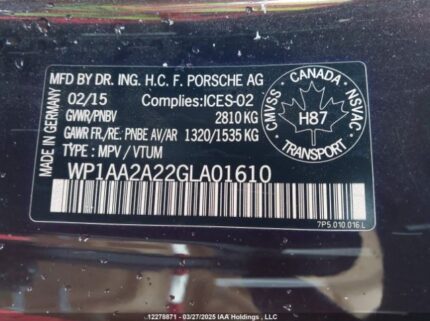 MFD BY DR. ING. H.C. F. PORSCHE AG
02/15 Complies:ICES-02
GVWR/PNBV 2810 KG
GAWR FR./RE. PNBE AV/AR 1320/1535 KG
TYPE : MPV / VTUM
WP1AA2A22GLA01610
MADE IN GERMANY
CMVSS · CANADA · NSVAC
H87
TRANSPORT
7P5.010.016 L
12278871 - 03/27/2025 IAA Holdings , LLC